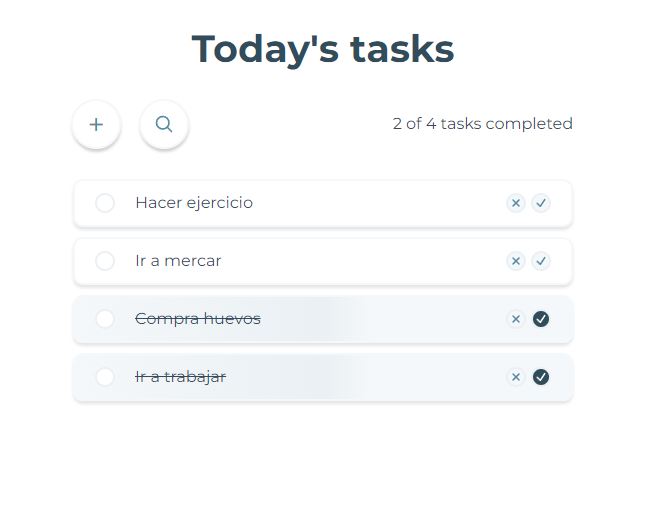 Today's tasks
2 of 4 tasks completed
Hacer ejercicio
Ir a mercar
Compra huevos
Ir a trabajar